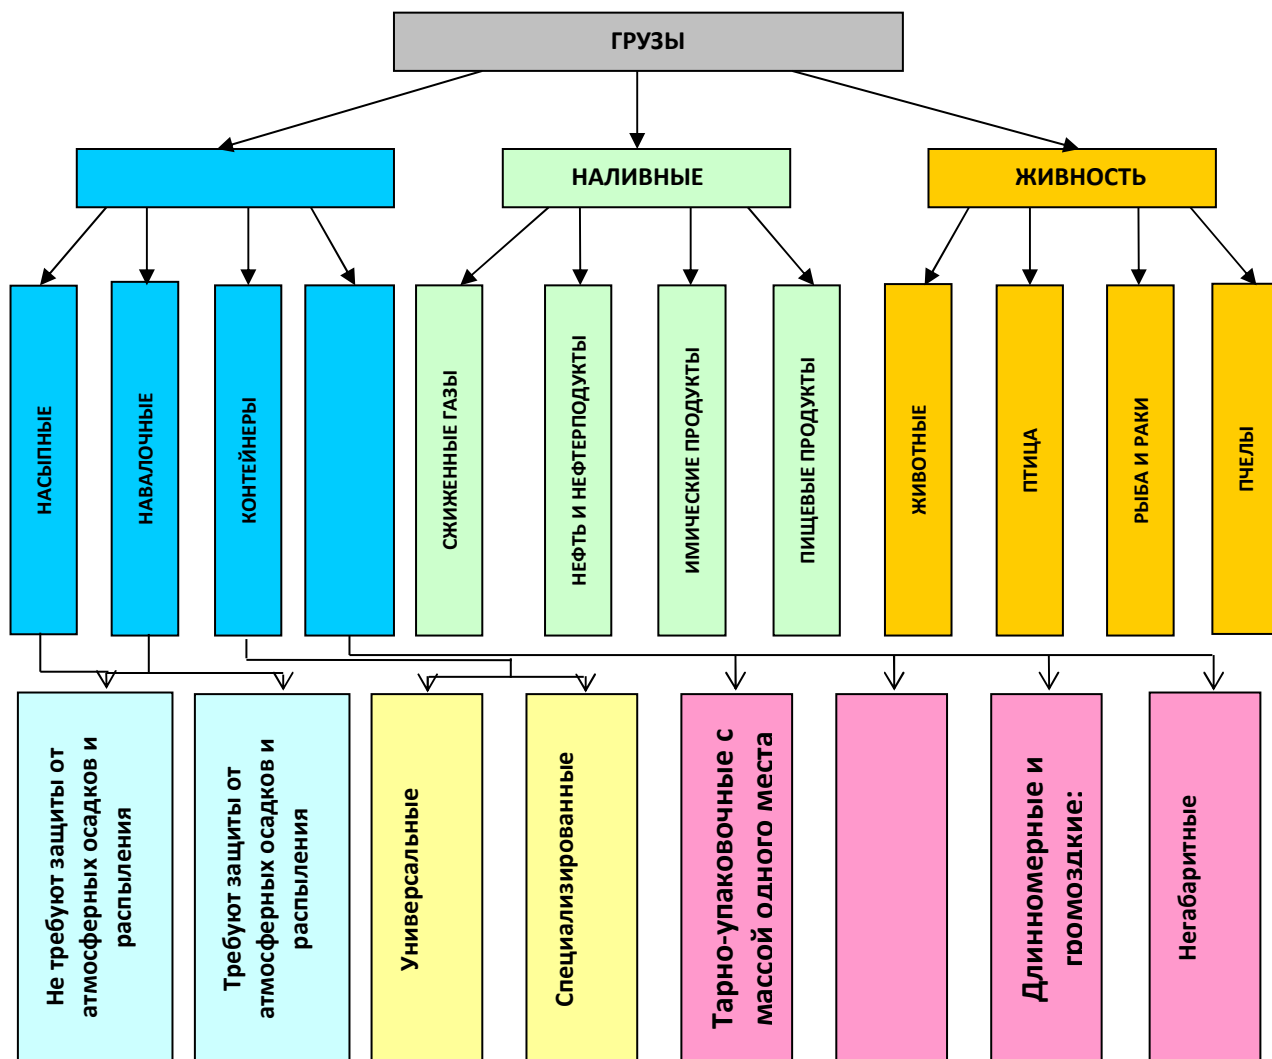 ГРУЗЫ
НАЛИВНЫЕ
ЖИВНОСТЬ
НАСЫПНЫЕ
НАВАЛОЧНЫЕ
КОНТЕЙНЕРЫ
СЖИЖЕННЫЕ ГАЗЫ
НЕФТЬ И НЕФТЕРПОДУКТЫ
ИМИЧЕСКИЕ ПРОДУКТЫ
ПИЩЕВЫЕ ПРОДУКТЫ
ЖИВОТНЫЕ
ПТИЦА
РЫБА И РАКИ
ПЧЕЛЫ
Не требуют защиты от
атмосферных осадков и
распыления
Требуют защиты от
атмосферных осадков и
распыления
Универсальные
Специализированные
Тарно-упаковочные с
массой одного места
Длинномерные и
громоздкие:
Негабаритные